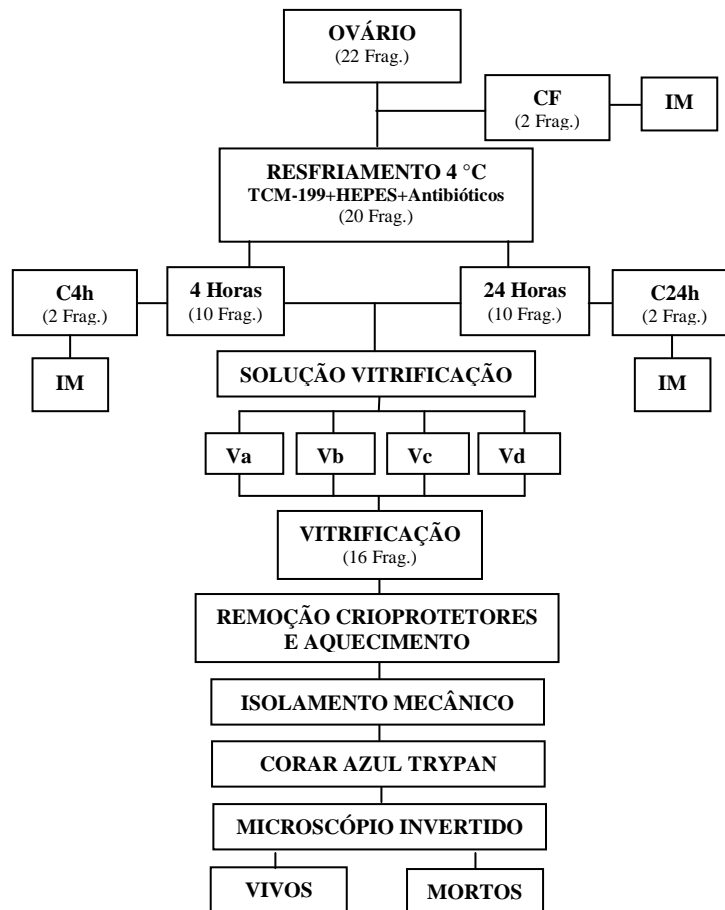 OVÁRIO
(22 Frag.)
CF
(2 Frag.)
IM
RESFRIAMENTO 4 °C
TCM-199+HEPES+Antibióticos
(20 Frag.)
C4h
(2 Frag.)
4 Horas
(10 Frag.)
24 Horas
(10 Frag.)
C24h
(2 Frag.)
IM
IM
SOLUÇÃO VITRIFICAÇÃO
Va
Vb
Vc
Vd
VITRIFICAÇÃO
(16 Frag.)
REMOÇÃO CRIOPROTETORES
E AQUECIMENTO
ISOLAMENTO MECÂNICO
CORAR AZUL TRYPAN
MICROSCÓPIO INVERTIDO
VIVOS
MORTOS